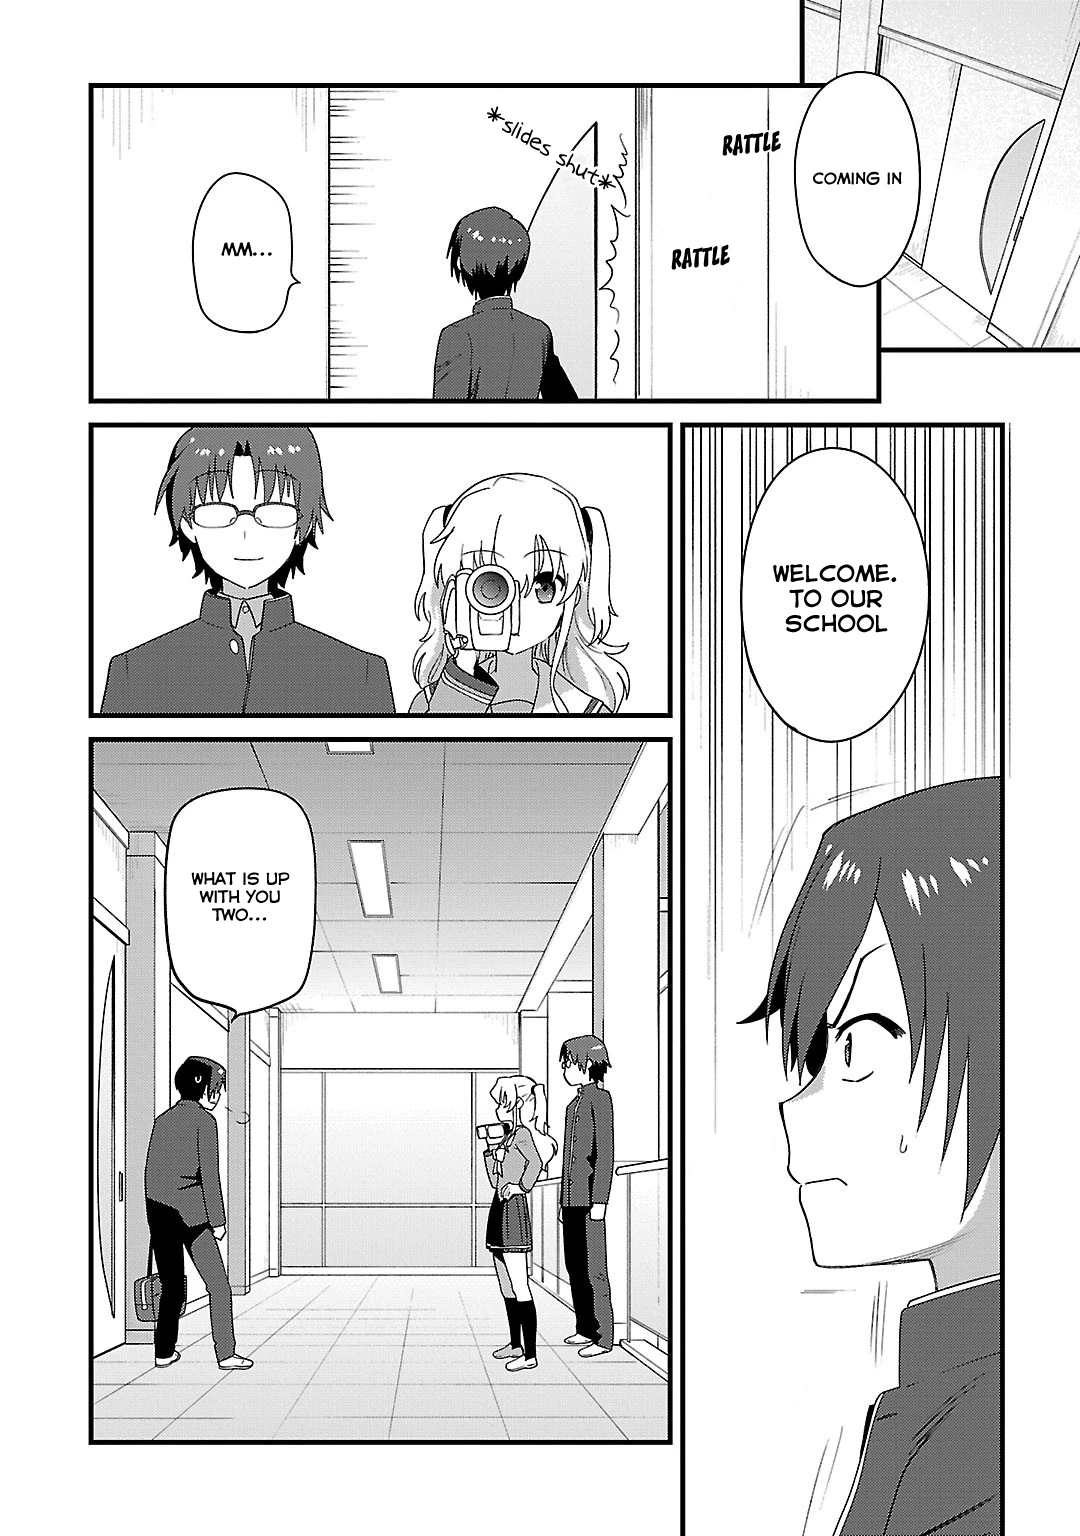 COMING IN
RATTLE
RATTLE
*slides shut*
MM...
WELCOME.
TO OUR
SCHOOL
WHAT IS UP
WITH YOU
TWO...